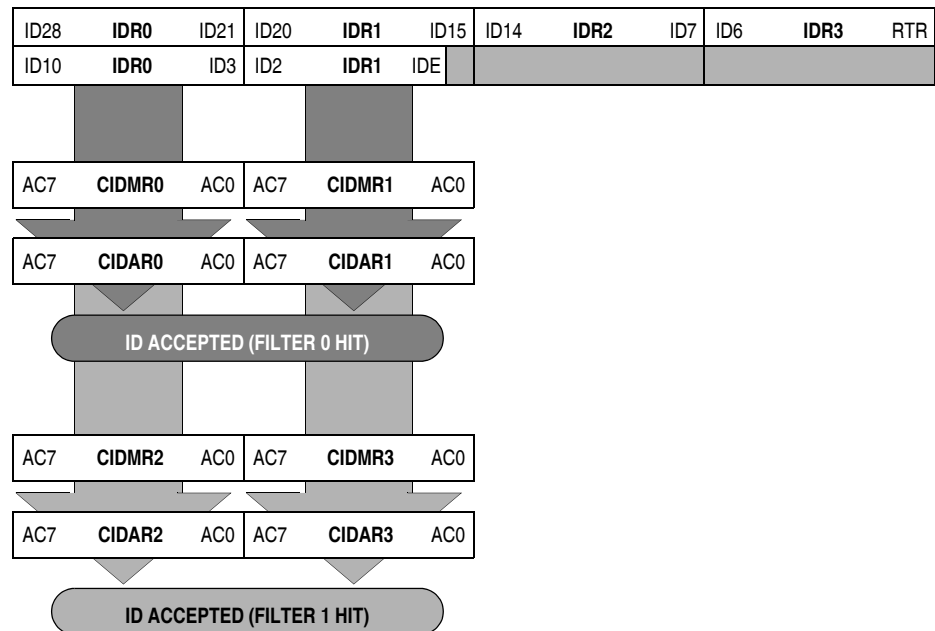 ID28 IDR0 ID21 ID20 IDR1 ID15 ID14 IDR2 ID7 ID6 IDR3 RTR
ID10 IDR0 ID3 ID2 IDR1 IDE
AC7 CIDMR0 AC0 AC7 CIDMR1 AC0
AC7 CIDAR0 AC0 AC7 CIDAR1 AC0
ID ACCEPTED (FILTER 0 HIT)
AC7 CIDMR2 AC0 AC7 CIDMR3 AC0
AC7 CIDAR2 AC0 AC7 CIDAR3 AC0
ID ACCEPTED (FILTER 1 HIT)